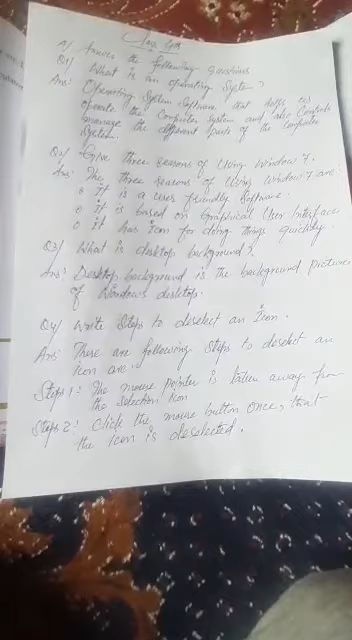 Class 4th
A/ Answer the following questions
Q1/ What is an operating System?
Ans: Operating System Software that helps us
operate the Computer System and also Controls
manage the different parts of the Computer
System.
Q2/ Give three reasons of Using Window 7.
Ans: The three reasons of Using Window 7 are:
o It is a user friendly Software.
o It is based on Graphical User Interface
o it has Icon for doing things quickly.
Q3/ What is desktop background?
Ans: Desktop background is the background picture
of Windows desktop.
Q4/ Write Steps to deselect an Icon.
Ans: There are following Steps to deselect an
icon are.
Steps 1: The mouse pointer is taken away from
the selection icon
Steps 2: Click the mouse button once, that
the Icon is deselected.